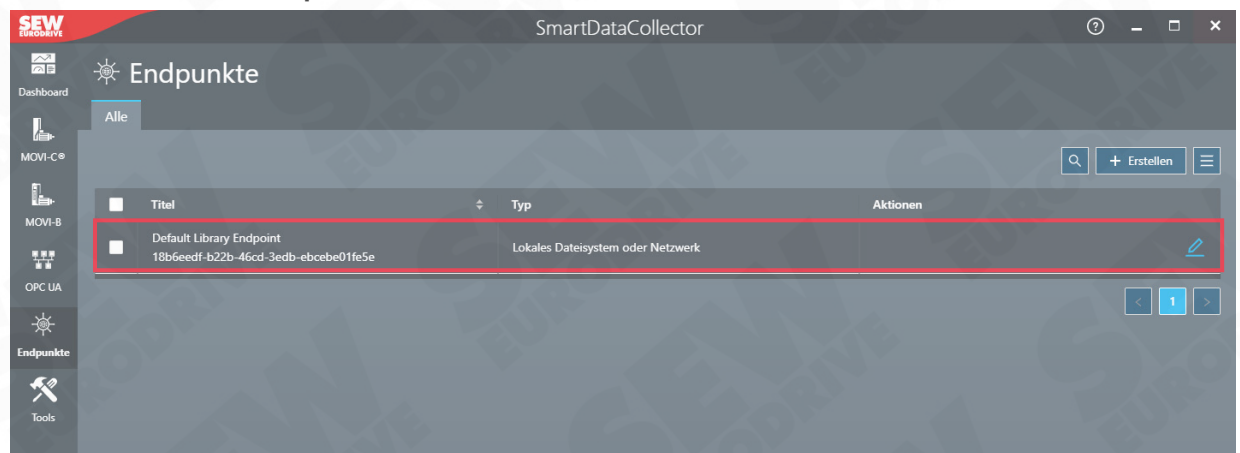 SEW
EURODRIVE
SmartDataCollector
Dashboard
MOVI-C®
MOVI-B
OPC UA
Endpunkte
Tools
Endpunkte
Alle
+ Erstellen
Titel
Typ
Aktionen
Default Library Endpoint
18b6eedf-b22b-46cd-3edb-ebcebe01fe5e
Lokales Dateisystem oder Netzwerk
< 1 >